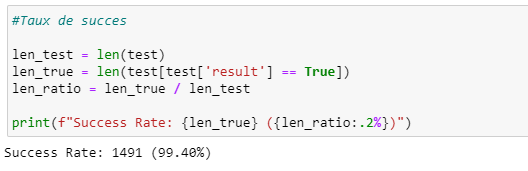 #Taux de succes
len_test = len(test)
len_true = len(test[test['result'] == True])
len_ratio = len_true / len_test
print(f"Success Rate: {len_true} ({len_ratio:.2%})")
Success Rate: 1491 (99.40%)